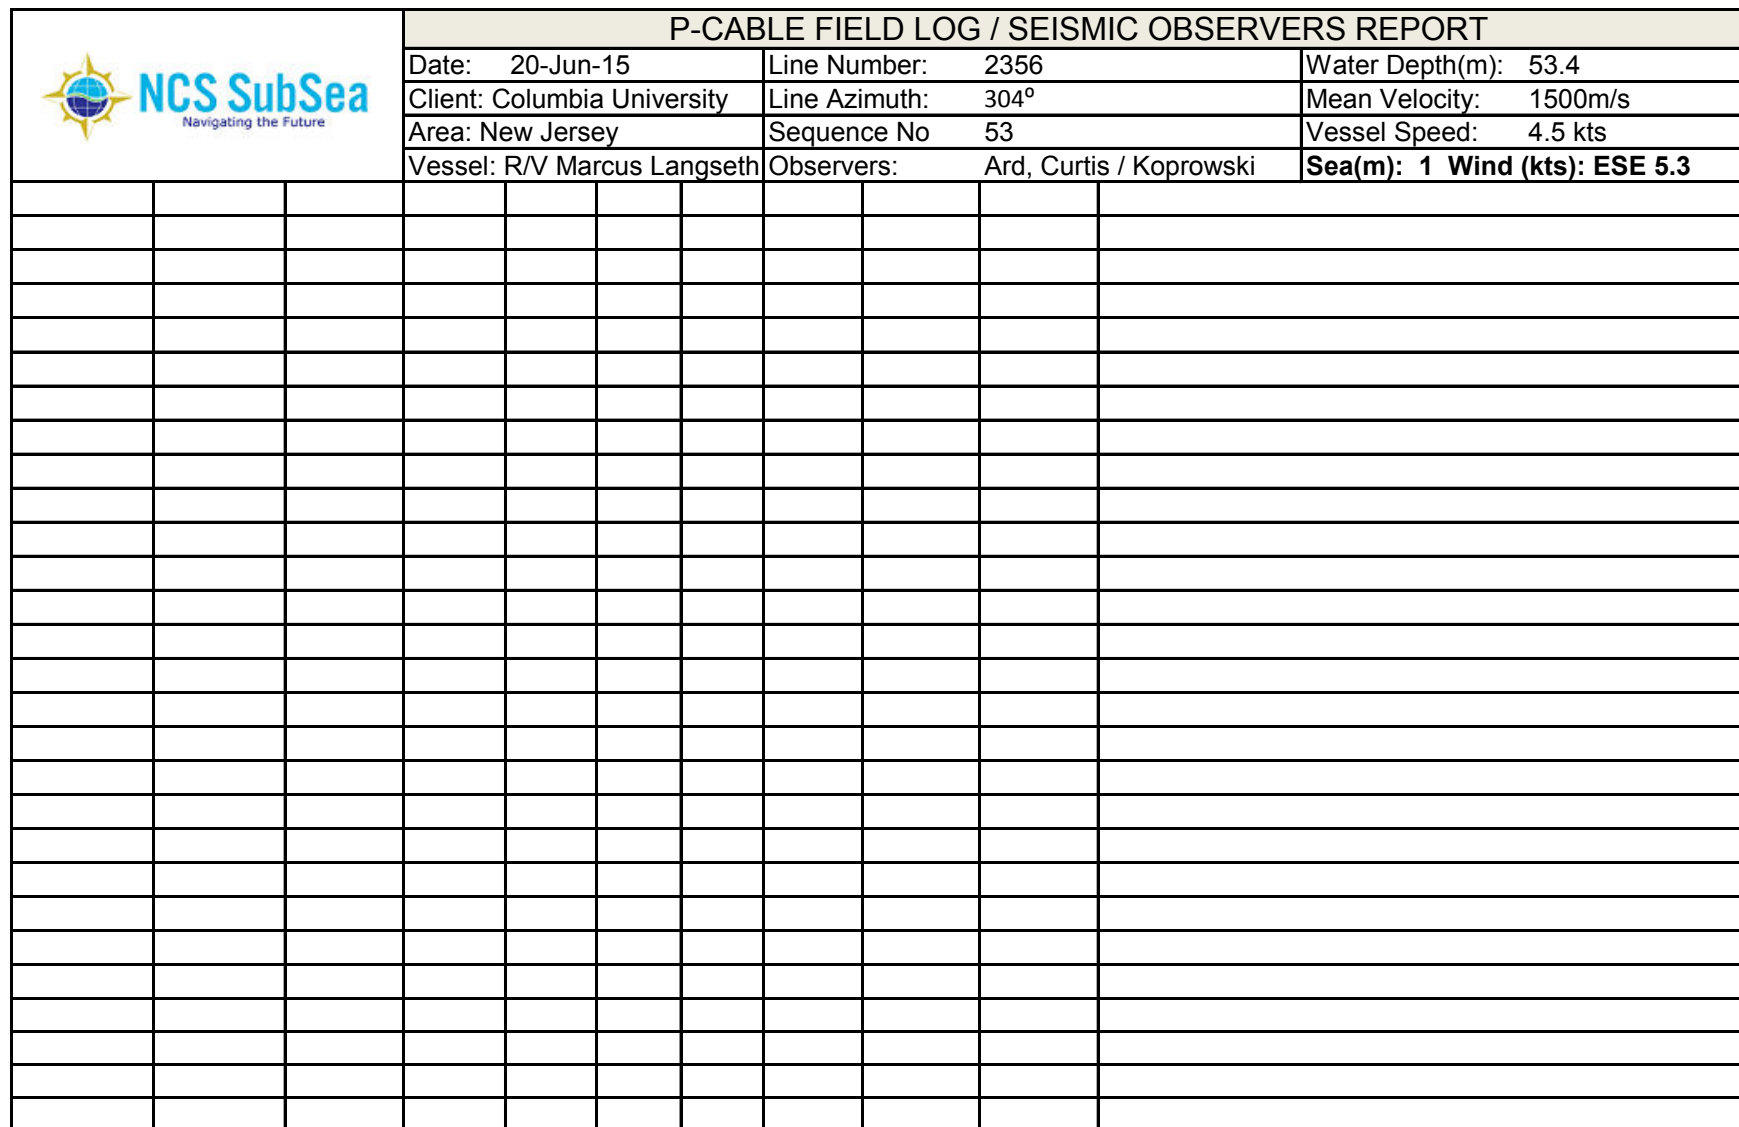 P-CABLE FIELD LOG / SEISMIC OBSERVERS REPORT
NCS SubSea
Navigating the Future
Date: 20-Jun-15 Line Number: 2356 Water Depth(m): 53.4
Client: Columbia University Line Azimuth: 304⁰ Mean Velocity: 1500m/s
Area: New Jersey Sequence No 53 Vessel Speed: 4.5 kts
Vessel: R/V Marcus Langseth Observers: Ard, Curtis / Koprowski Sea(m): 1 Wind (kts): ESE 5.3